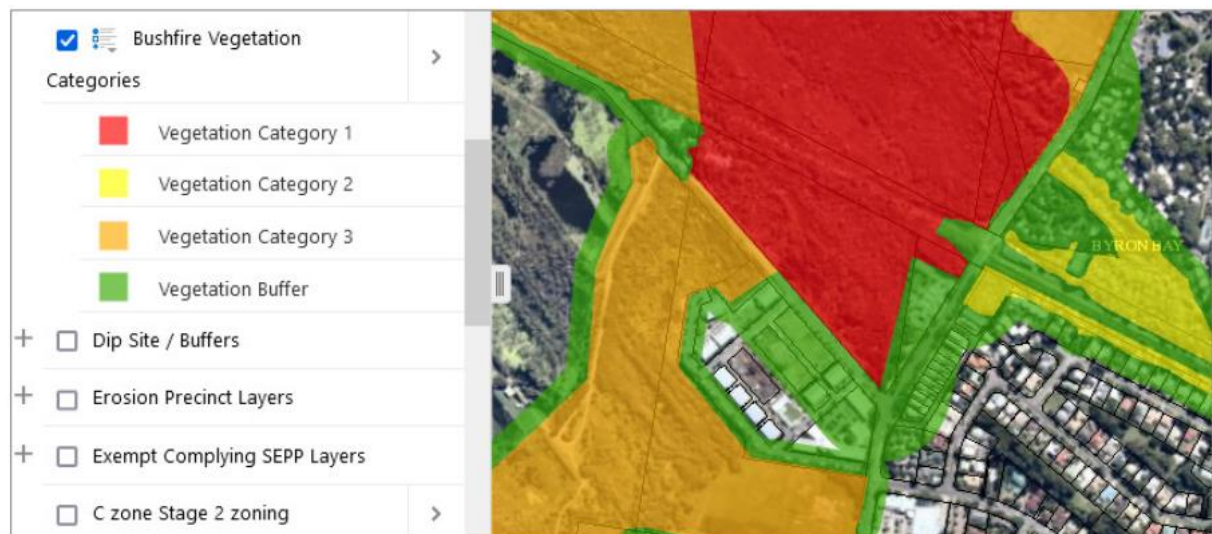 Bushfire Vegetation
Categories
Vegetation Category 1
Vegetation Category 2
Vegetation Category 3
Vegetation Buffer
Dip Site / Buffers
Erosion Precinct Layers
Exempt Complying SEPP Layers
C zone Stage 2 zoning
BYRON BAY